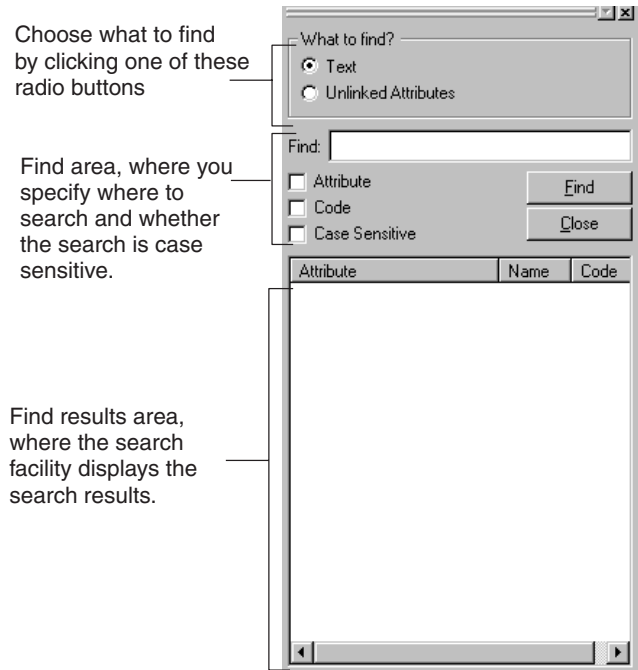 Choose what to find
by clicking one of these
radio buttons
What to find?
Text
Unlinked Attributes
Find:
Find area, where you
specify where to
search and whether
the search is case
sensitive.
Attribute
Code
Case Sensitive
Find
Close
Attribute Name Code
Find results area,
where the search
facility displays the
search results.